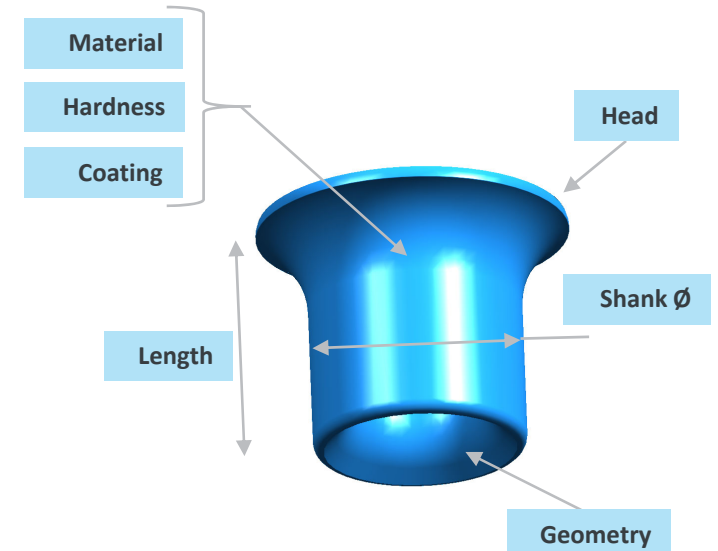 Material
Hardness
Coating
Head
Shank Ø
Length
Geometry